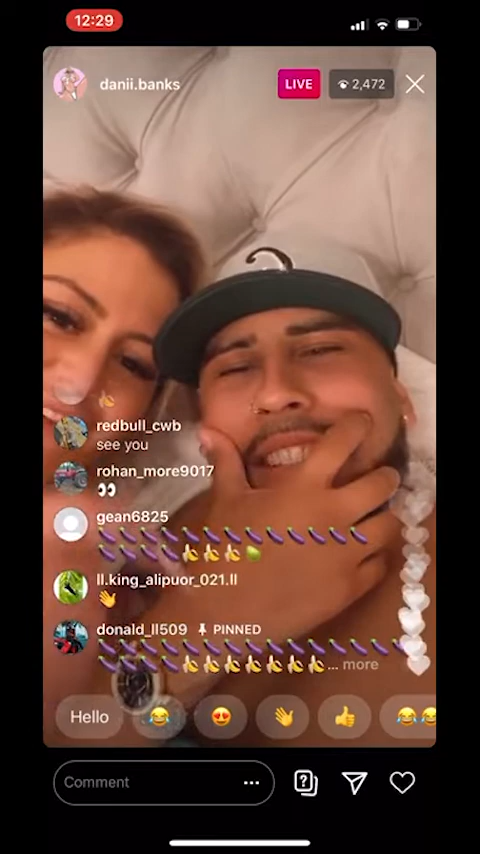 12:29
danii.banks
LIVE
2,472
redbull_cwb
see you
rohan_more9017
👀
gean6825
🍆🍆🍆🍆🍆🍆🍆🍆🍆🍆🍆🍆🍆
🍆🍆🍆🍆🍌🍌🍌🍐
ll.king_alipuor_021.ll
👋
donald_ll509 PINNED
🍆🍆🍆🍆🍆🍆🍆🍆🍆🍆🍆🍆🍆🍆🍆
🍆🍆🍆🍆🍌🍌🍌🍌🍌🍌🍌... more
Hello 😂 😍 👋 👍 😂😂
Comment